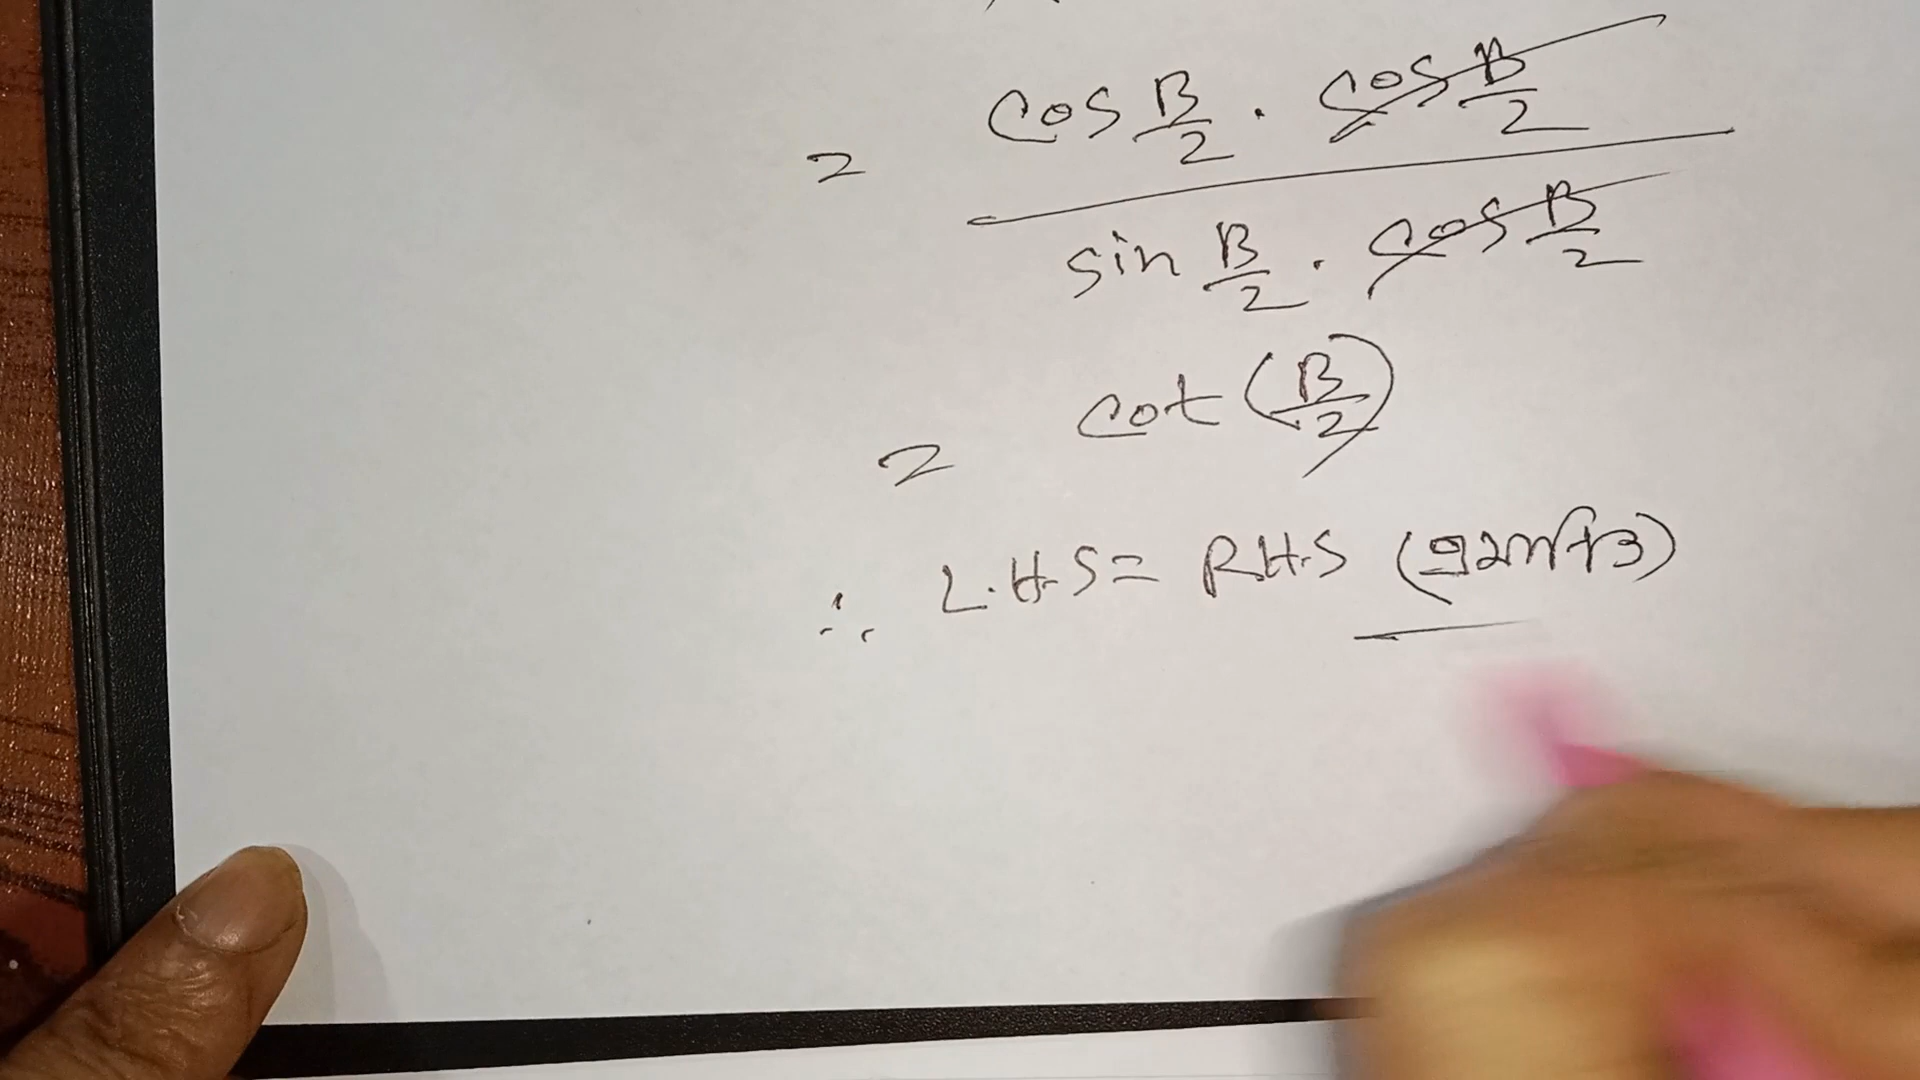 = cos B/2 . cos B/2
sin B/2 . cos B/2
= cot (B/2)
∴ L.H.S = R.H.S (প্রমাণিত)